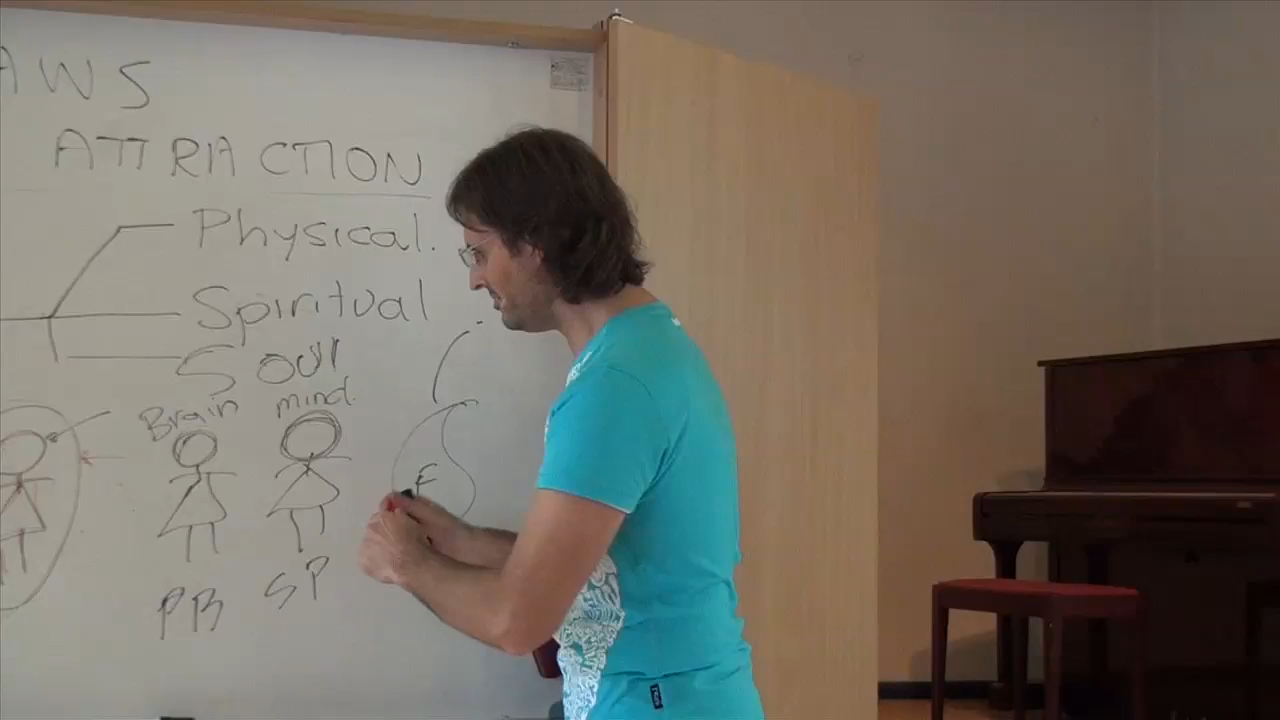 AWS
ATTRACTION
Physical.
Spiritual
Soul
Brain mind.
F
PB SP